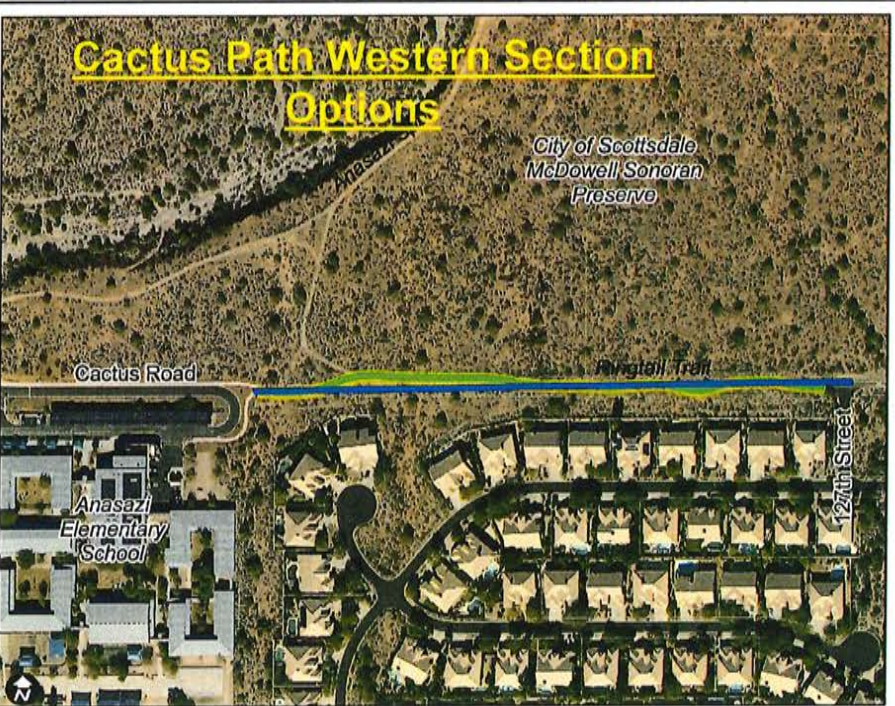 Cactus Path Western Section
Options
Anasazi
City of Scottsdale
McDowell Sonoran
Preserve
Cactus Road
Ringtail Trail
127th Street
Anasazi
Elementary
School
N